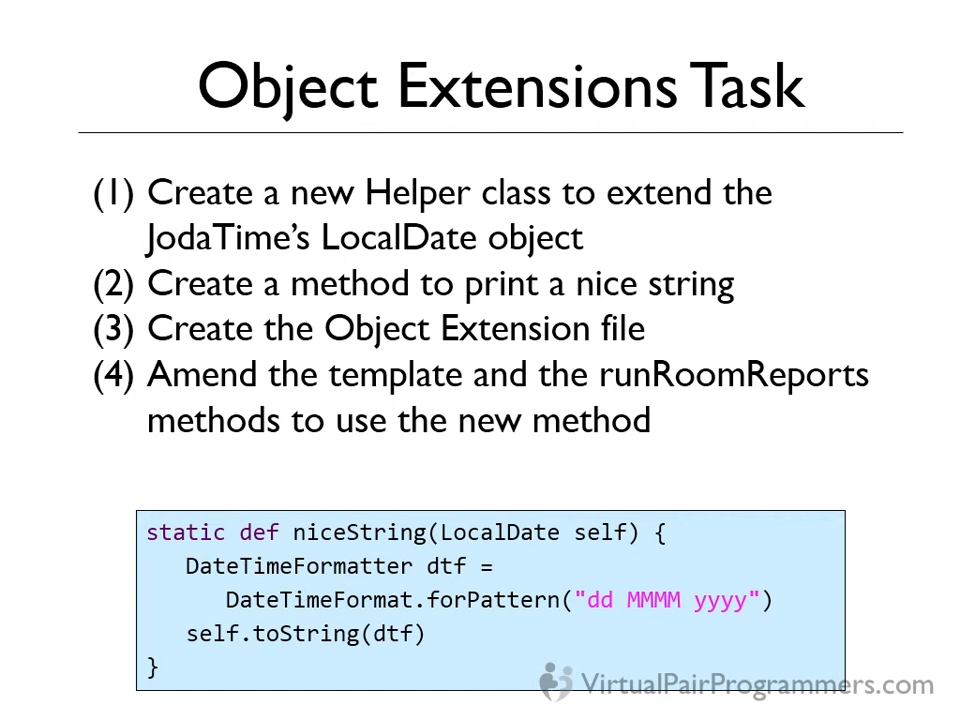 Object Extensions Task
(1) Create a new Helper class to extend the
JodaTime's LocalDate object
(2) Create a method to print a nice string
(3) Create the Object Extension file
(4) Amend the template and the runRoomReports
methods to use the new method
static def niceString(LocalDate self) {
DateTimeFormatter dtf =
DateTimeFormat.forPattern("dd MMMM yyyy")
self.toString(dtf)
}
VirtualPairProgrammers.com